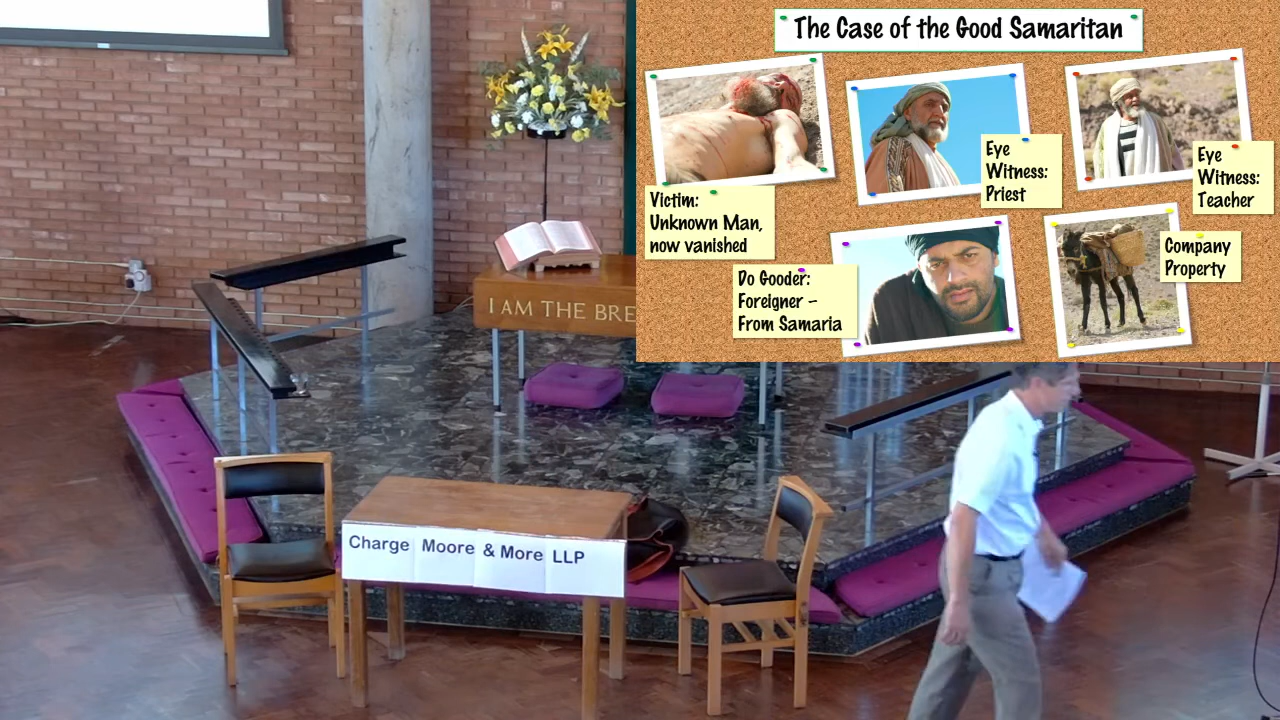 The Case of the Good Samaritan
Eye
Witness:
Priest
Eye
Witness:
Teacher
Victim:
Unknown Man,
now vanished
Company
Property
Do Gooder:
Foreigner –
From Samaria
I AM THE BRE
Charge Moore & More LLP